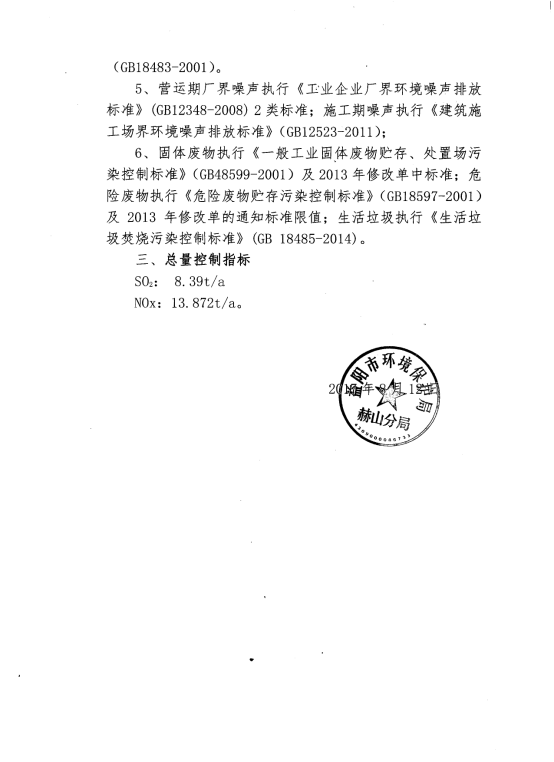 （GB18483-2001）。
5、营运期厂界噪声执行《工业企业厂界环境噪声排放
标准》(GB12348-2008) 2 类标准；施工期噪声执行《建筑施
工场界环境噪声排放标准》（GB12523-2011）；
6、固体废物执行《一般工业固体废物贮存、处置场污
染控制标准》（GB48599-2001）及 2013 年修改单中标准；危
险废物执行《危险废物贮存污染控制标准》（GB18597-2001）
及 2013 年修改单的通知标准限值；生活垃圾执行《生活垃
圾焚烧污染控制标准》(GB 18485-2014)。
三、总量控制指标
SO₂： 8.39t/a
NOx：13.872t/a。
益阳市环境保护局
年 月 12日
赫山分局